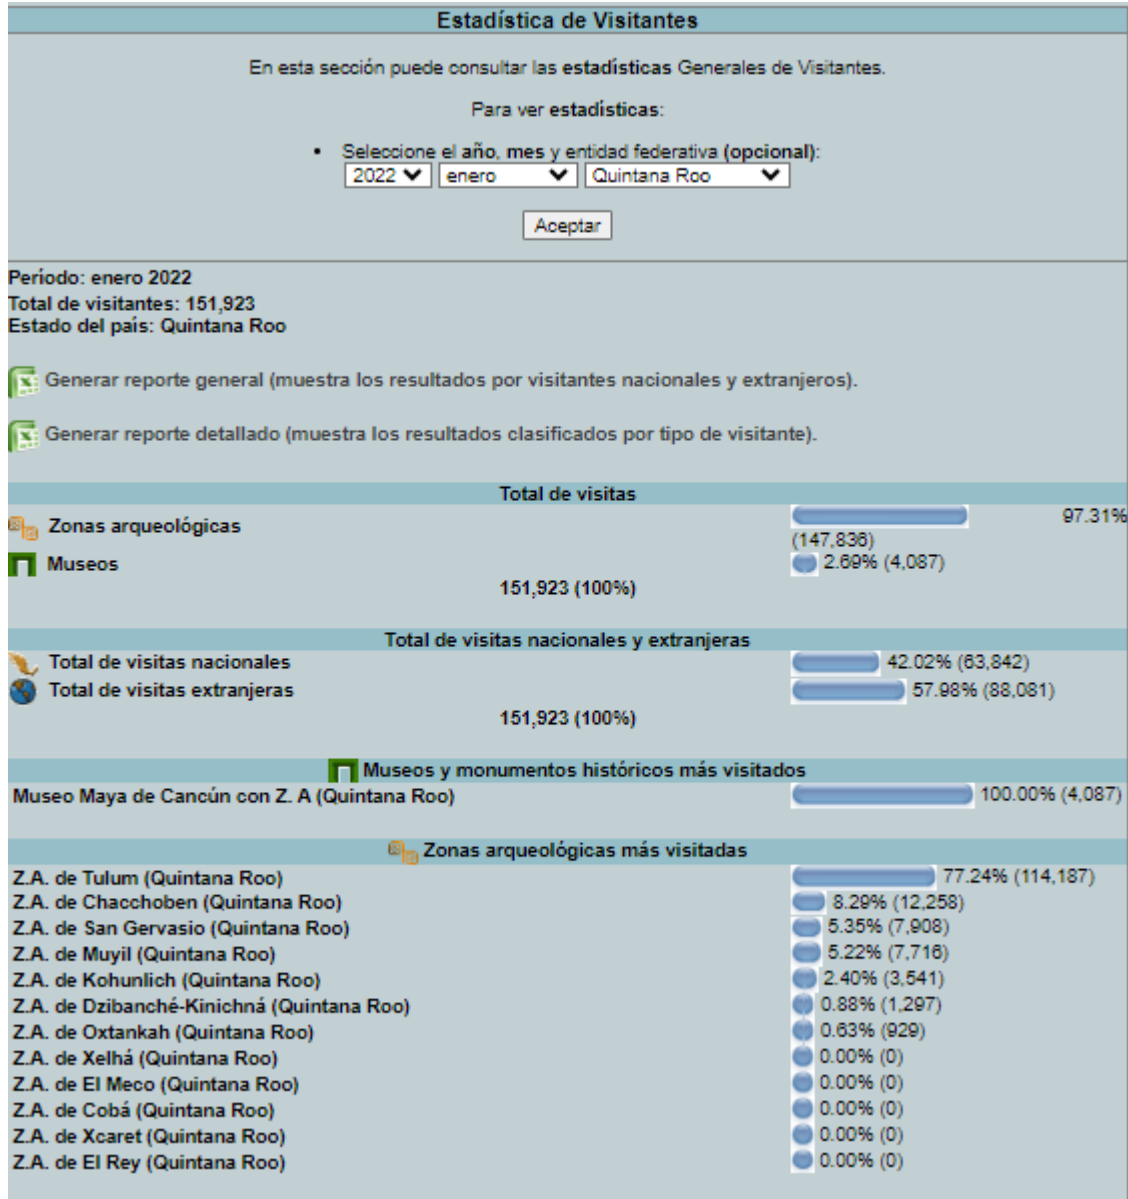 Estadística de Visitantes
En esta sección puede consultar las estadísticas Generales de Visitantes.
Para ver estadísticas:
• Seleccione el año, mes y entidad federativa (opcional):
2022 enero Quintana Roo
Aceptar
Periodo: enero 2022
Total de visitantes: 151,923
Estado del país: Quintana Roo
Generar reporte general (muestra los resultados por visitantes nacionales y extranjeros).
Generar reporte detallado (muestra los resultados clasificados por tipo de visitante).
Total de visitas
Zonas arqueológicas 97.31%
(147,836)
Museos 2.69% (4,087)
151,923 (100%)
Total de visitas nacionales y extranjeras
Total de visitas nacionales 42.02% (63,842)
Total de visitas extranjeras 57.98% (88,081)
151,923 (100%)
Museos y monumentos históricos más visitados
Museo Maya de Cancún con Z. A (Quintana Roo) 100.00% (4,087)
Zonas arqueológicas más visitadas
Z.A. de Tulum (Quintana Roo) 77.24% (114,187)
Z.A. de Chacchoben (Quintana Roo) 8.29% (12,258)
Z.A. de San Gervasio (Quintana Roo) 5.35% (7,908)
Z.A. de Muyil (Quintana Roo) 5.22% (7,716)
Z.A. de Kohunlich (Quintana Roo) 2.40% (3,541)
Z.A. de Dzibanché-Kinichná (Quintana Roo) 0.88% (1,297)
Z.A. de Oxtankah (Quintana Roo) 0.63% (929)
Z.A. de Xelhá (Quintana Roo) 0.00% (0)
Z.A. de El Meco (Quintana Roo) 0.00% (0)
Z.A. de Cobá (Quintana Roo) 0.00% (0)
Z.A. de Xcaret (Quintana Roo) 0.00% (0)
Z.A. de El Rey (Quintana Roo) 0.00% (0)